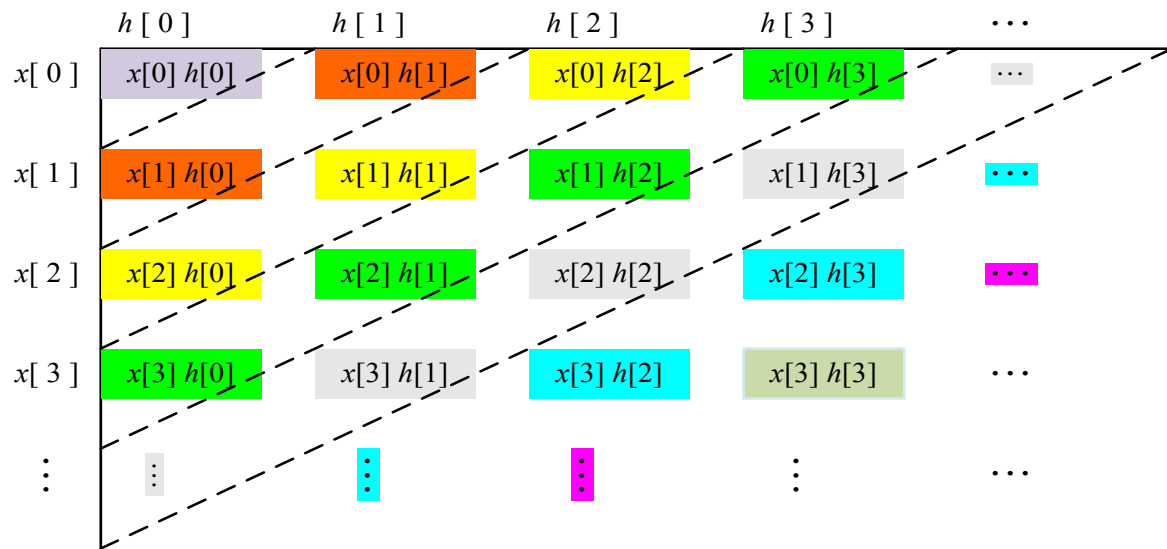 h [ 0 ] h [ 1 ] h [ 2 ] h [ 3 ] ⋯
x[ 0 ] x[0] h[0] x[0] h[1] x[0] h[2] x[0] h[3] ⋯
x[ 1 ] x[1] h[0] x[1] h[1] x[1] h[2] x[1] h[3] ⋯
x[ 2 ] x[2] h[0] x[2] h[1] x[2] h[2] x[2] h[3] ⋯
x[ 3 ] x[3] h[0] x[3] h[1] x[3] h[2] x[3] h[3] ⋯
⋮ ⋮ ⋮ ⋮ ⋮ ⋯